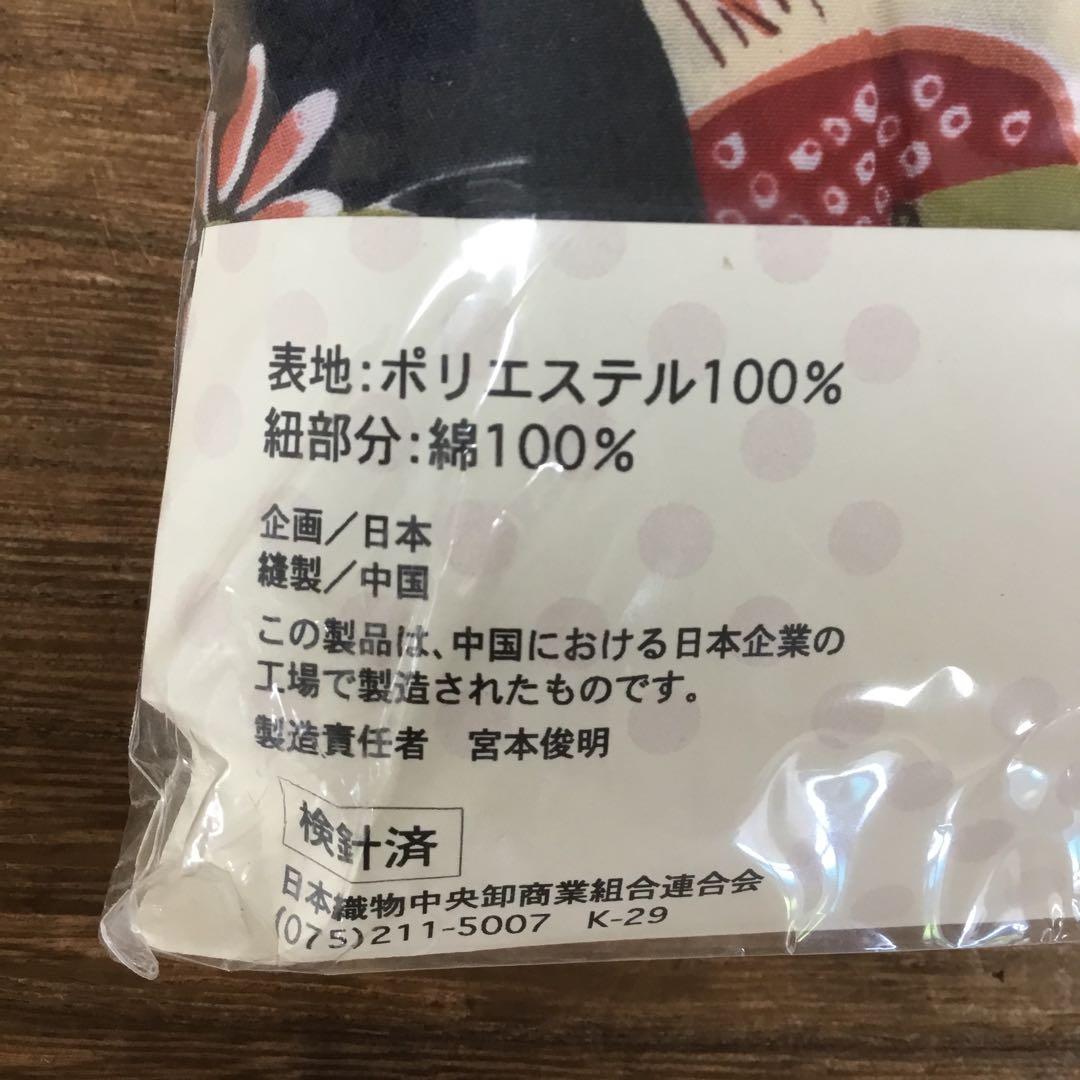 表地:ポリエステル100%
紐部分:綿100%
企画/日本
縫製/中国
この製品は、中国における日本企業の
工場で製造されたものです。
製造責任者 宮本俊明
検針済
日本織物中央卸商業組合連合会
(075)211-5007 K-29